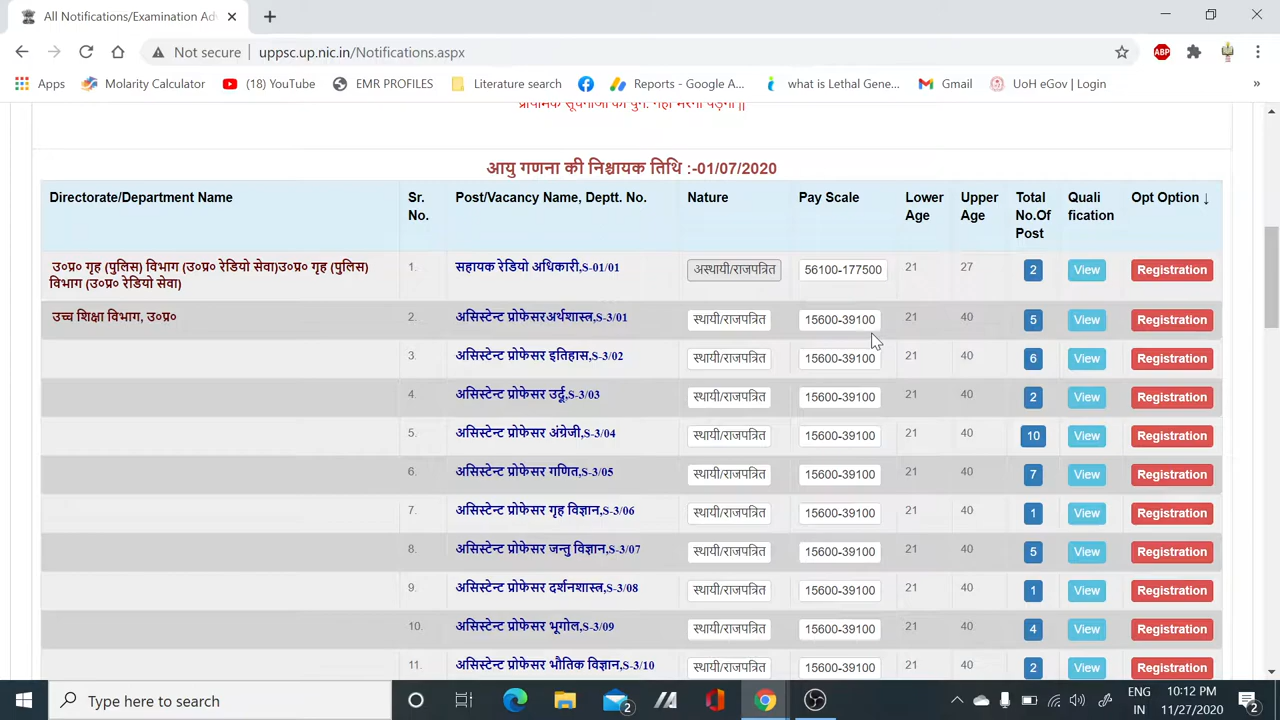 All Notifications/Examination Adv
Not secure
uppsc.up.nic.in/Notifications.aspx
Apps
Molarity Calculator
(18) YouTube
EMR PROFILES
Literature search
Reports - Google A...
what is Lethal Gene...
Gmail
UoH eGov | Login
»
आयु गणना की निश्चायक तिथि :-01/07/2020
Directorate/Department Name Sr. No. Post/Vacancy Name, Deptt. No. Nature Pay Scale Lower Age Upper Age Total No.Of Post Quali fication Opt Option ↓
उ०प्र० गृह (पुलिस) विभाग (उ०प्र० रेडियो सेवा)उ०प्र० गृह (पुलिस) विभाग (उ०प्र० रेडियो सेवा) 1. सहायक रेडियो अधिकारी,S-01/01 अस्थायी/राजपत्रित 56100-177500 21 27 2 View Registration
उच्च शिक्षा विभाग, उ०प्र० 2. असिस्टेन्ट प्रोफेसरअर्थशास्त्र,S-3/01 स्थायी/राजपत्रित 15600-39100 21 40 5 View Registration
3. असिस्टेन्ट प्रोफेसर इतिहास,S-3/02 स्थायी/राजपत्रित 15600-39100 21 40 6 View Registration
4. असिस्टेन्ट प्रोफेसर उर्दू,S-3/03 स्थायी/राजपत्रित 15600-39100 21 40 2 View Registration
5. असिस्टेन्ट प्रोफेसर अंग्रेजी,S-3/04 स्थायी/राजपत्रित 15600-39100 21 40 10 View Registration
6. असिस्टेन्ट प्रोफेसर गणित,S-3/05 स्थायी/राजपत्रित 15600-39100 21 40 7 View Registration
7. असिस्टेन्ट प्रोफेसर गृह विज्ञान,S-3/06 स्थायी/राजपत्रित 15600-39100 21 40 1 View Registration
8. असिस्टेन्ट प्रोफेसर जन्तु विज्ञान,S-3/07 स्थायी/राजपत्रित 15600-39100 21 40 5 View Registration
9. असिस्टेन्ट प्रोफेसर दर्शनशास्त्र,S-3/08 स्थायी/राजपत्रित 15600-39100 21 40 1 View Registration
10. असिस्टेन्ट प्रोफेसर भूगोल,S-3/09 स्थायी/राजपत्रित 15600-39100 21 40 4 View Registration
11. असिस्टेन्ट प्रोफेसर भौतिक विज्ञान,S-3/10 स्थायी/राजपत्रित 15600-39100 21 40 2 View Registration
Type here to search
2
ENG
IN
10:12 PM
11/27/2020
2